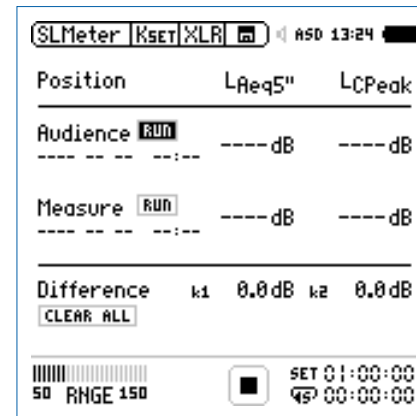 SLMeter KSET XLR ASD 13:24
Position LAeq5" LCPeak
Audience RUN ----dB ----dB
---- -- -- --:--
Measure RUN ----dB ----dB
---- -- -- --:--
Difference k1 0.0dB k2 0.0dB
CLEAR ALL
SET 01:00:00
50 RNGE 150 00:00:00